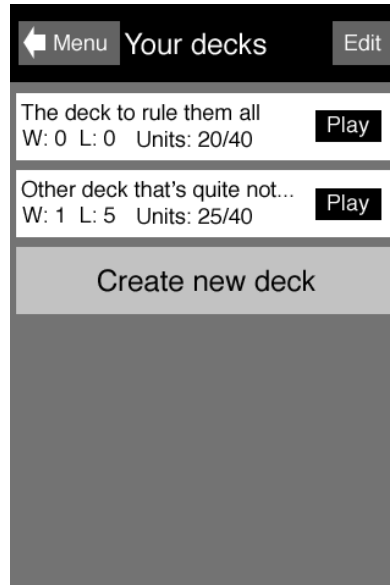 Menu Your decks Edit
The deck to rule them all
W: 0 L: 0 Units: 20/40
Play
Other deck that's quite not...
W: 1 L: 5 Units: 25/40
Play
Create new deck